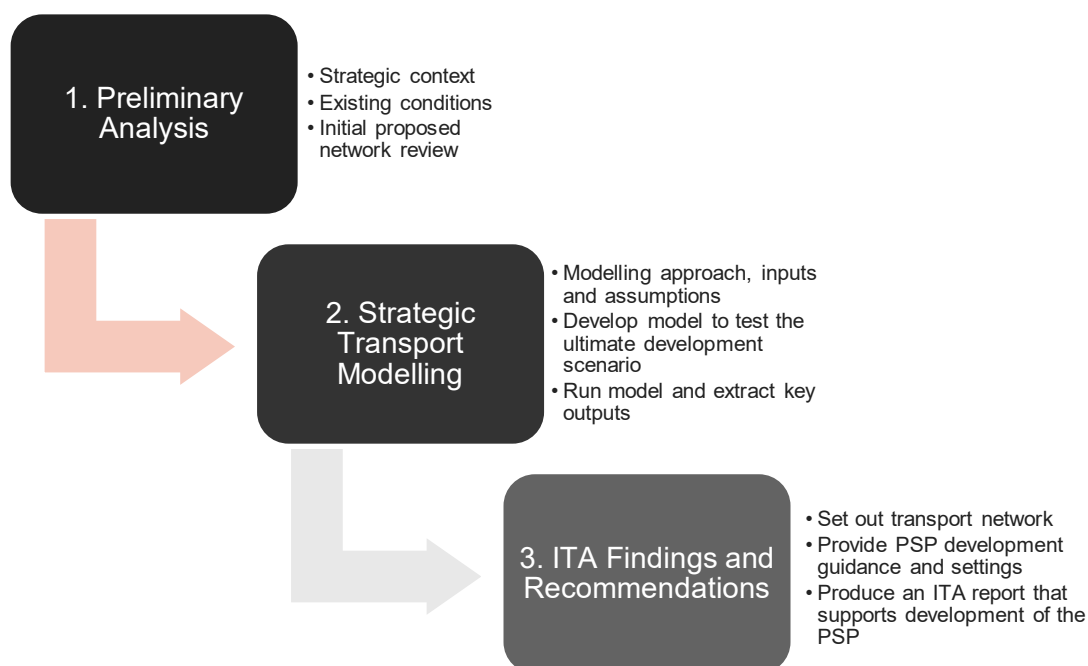 1. Preliminary
Analysis
• Strategic context
• Existing conditions
• Initial proposed
network review
2. Strategic
Transport
Modelling
• Modelling approach, inputs
and assumptions
• Develop model to test the
ultimate development
scenario
• Run model and extract key
outputs
3. ITA Findings and
Recommendations
• Set out transport network
• Provide PSP development
guidance and settings
• Produce an ITA report that
supports development of the
PSP